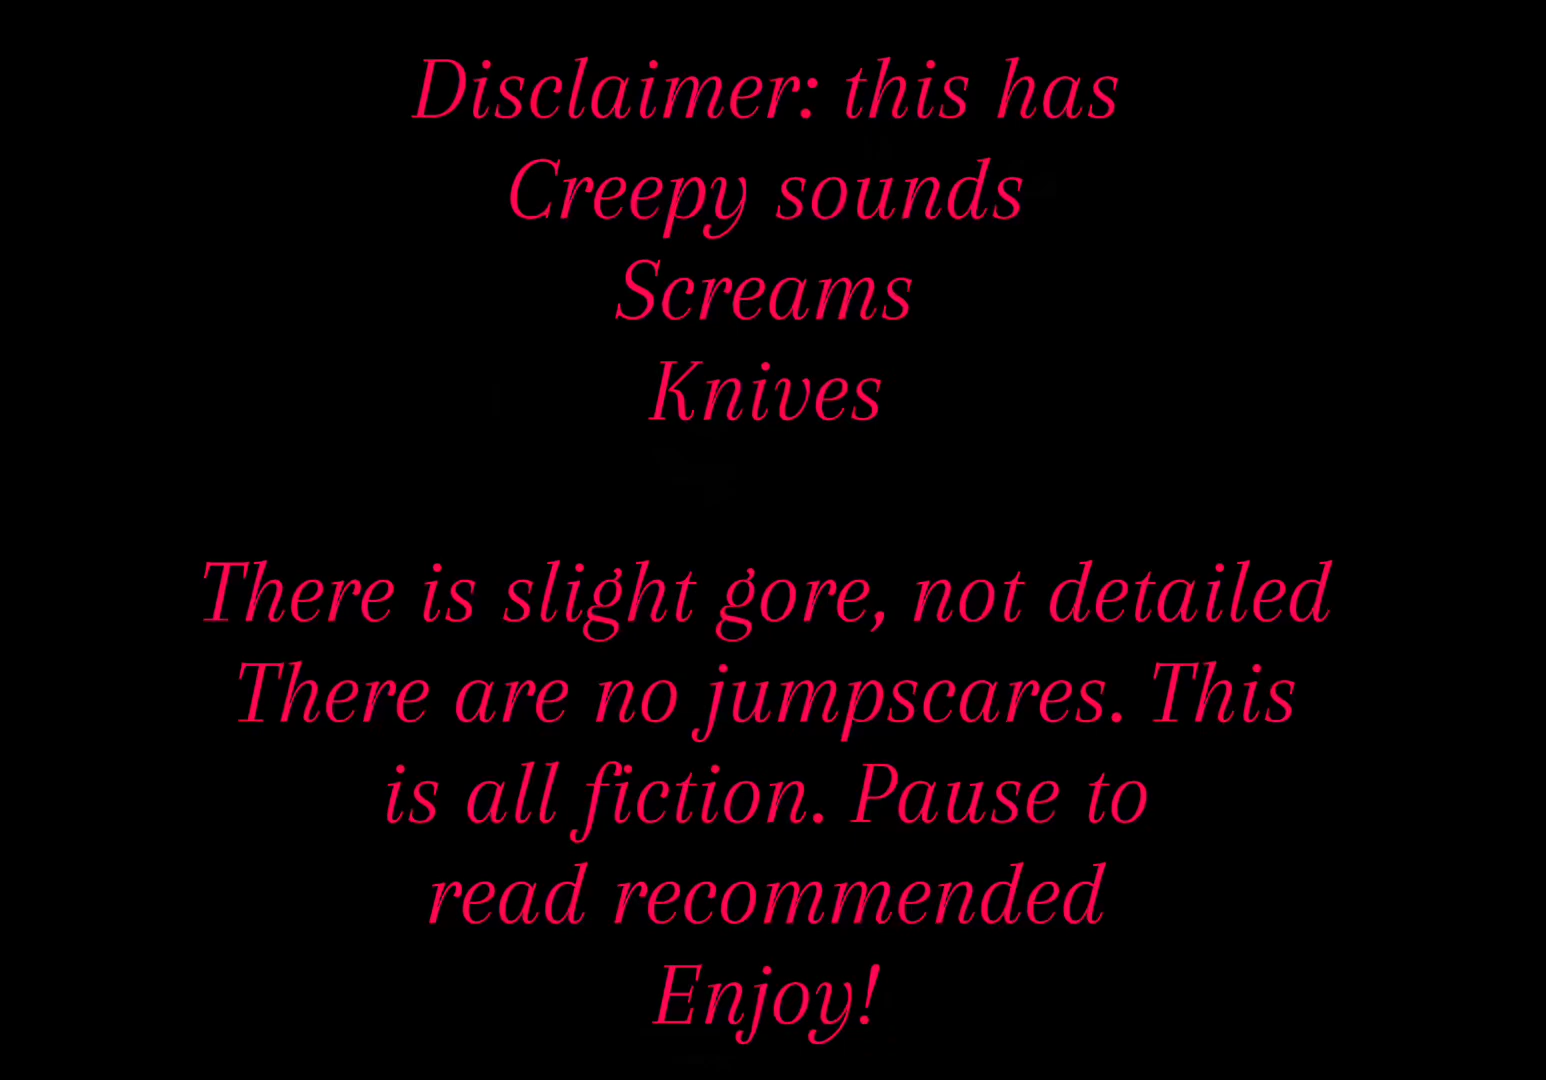 Disclaimer: this has
Creepy sounds
Screams
Knives
There is slight gore, not detailed
There are no jumpscares. This
is all fiction. Pause to
read recommended
Enjoy!